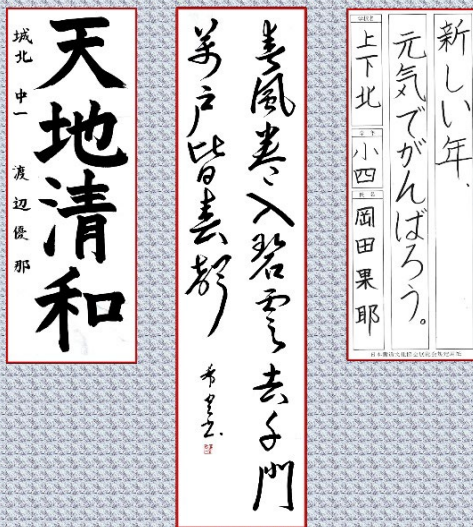 新しい年、
元気でがんばろう。
上下北 小四 岡田果耶
春風巻入碧雲去千門
萬戸皆春聲
天地清和
城北 中一 渡辺優那